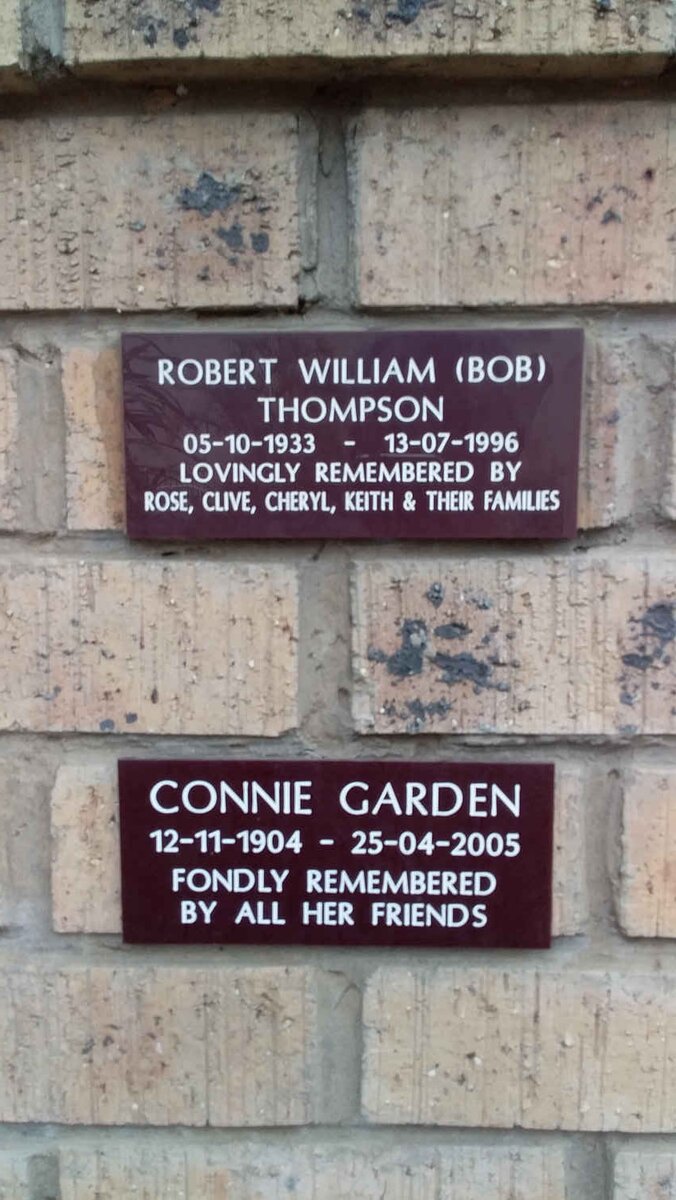 ROBERT WILLIAM (BOB)
THOMPSON
05-10-1933 - 13-07-1996
LOVINGLY REMEMBERED BY
ROSE, CLIVE, CHERYL, KEITH & THEIR FAMILIES
CONNIE GARDEN
12-11-1904 - 25-04-2005
FONDLY REMEMBERED
BY ALL HER FRIENDS